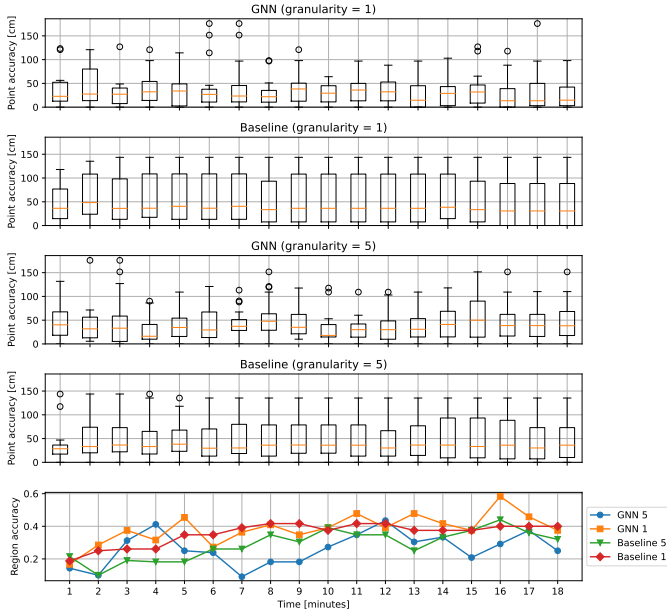 GNN (granularity = 1)
Point accuracy [cm]
150
100
50
0
Baseline (granularity = 1)
Point accuracy [cm]
150
100
50
0
GNN (granularity = 5)
Point accuracy [cm]
150
100
50
0
Baseline (granularity = 5)
Point accuracy [cm]
150
100
50
0
Region accuracy
0.6
0.4
0.2
GNN 5
GNN 1
Baseline 5
Baseline 1
1 2 3 4 5 6 7 8 9 10 11 12 13 14 15 16 17 18
Time [minutes]